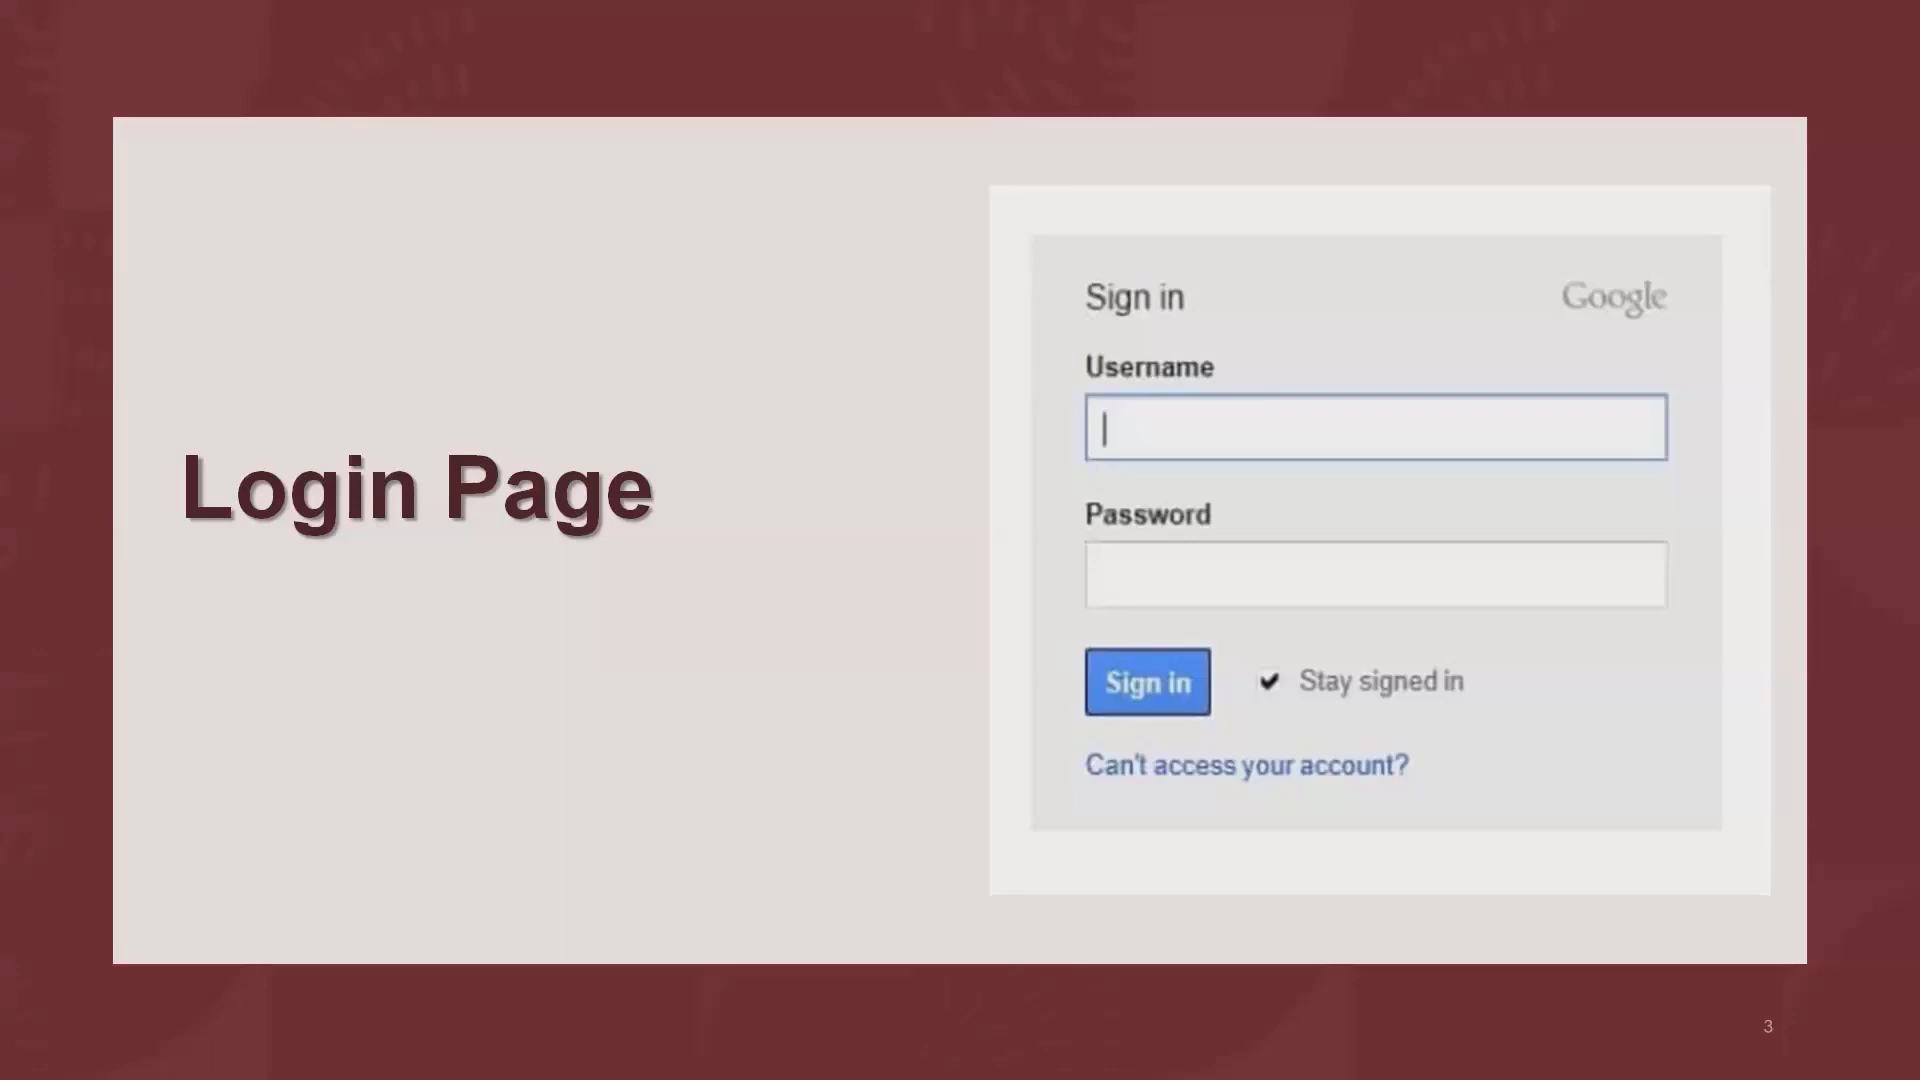 Login Page
Sign in
Google
Username
Password
Sign in
Stay signed in
Can't access your account?
3